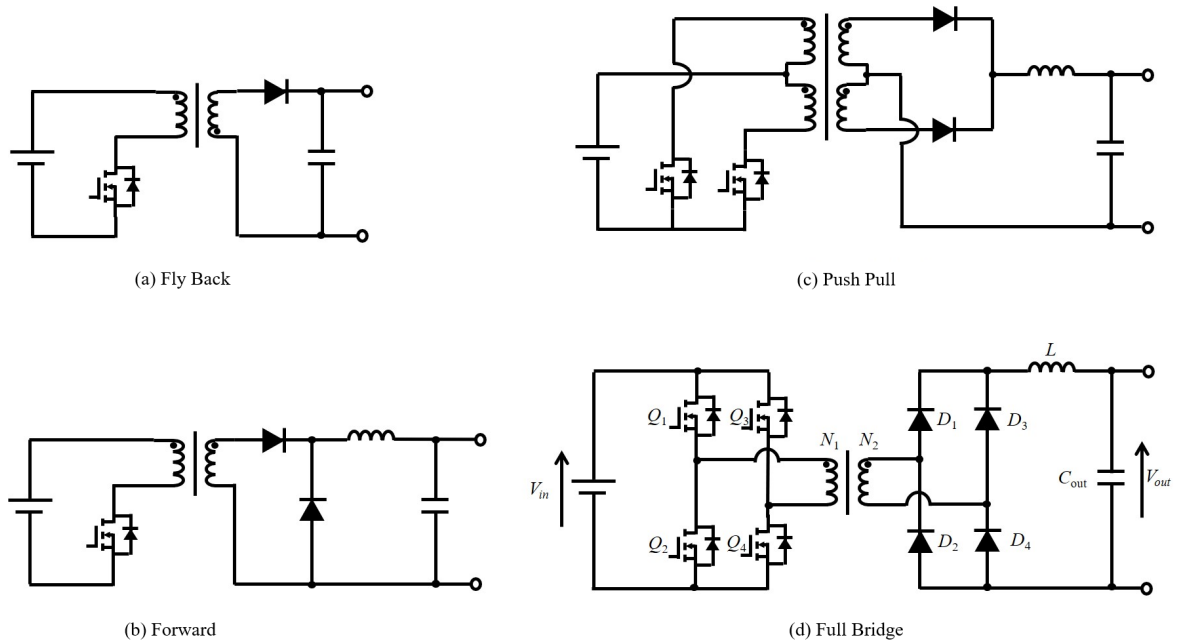 (a) Fly Back
(c) Push Pull
L
Q1
Q3
D1
D3
N1 N2
Vin
Cout
Vout
Q2
Q4
D2
D4
(b) Forward
(d) Full Bridge